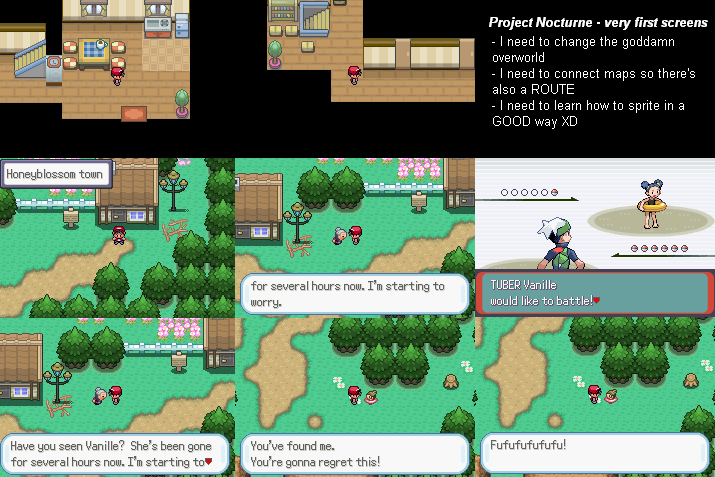 Project Nocturne - very first screens
- I need to change the goddamn
overworld
- I need to connect maps so there's
also a ROUTE
- I need to learn how to sprite in a
GOOD way XD
Honeyblossom town
for several hours now. I'm starting to
worry.
TUBER Vanille
would like to battle!
Have you seen Vanille? She's been gone
for several hours now. I'm starting to
You've found me.
You're gonna regret this!
Fufufufufufu!